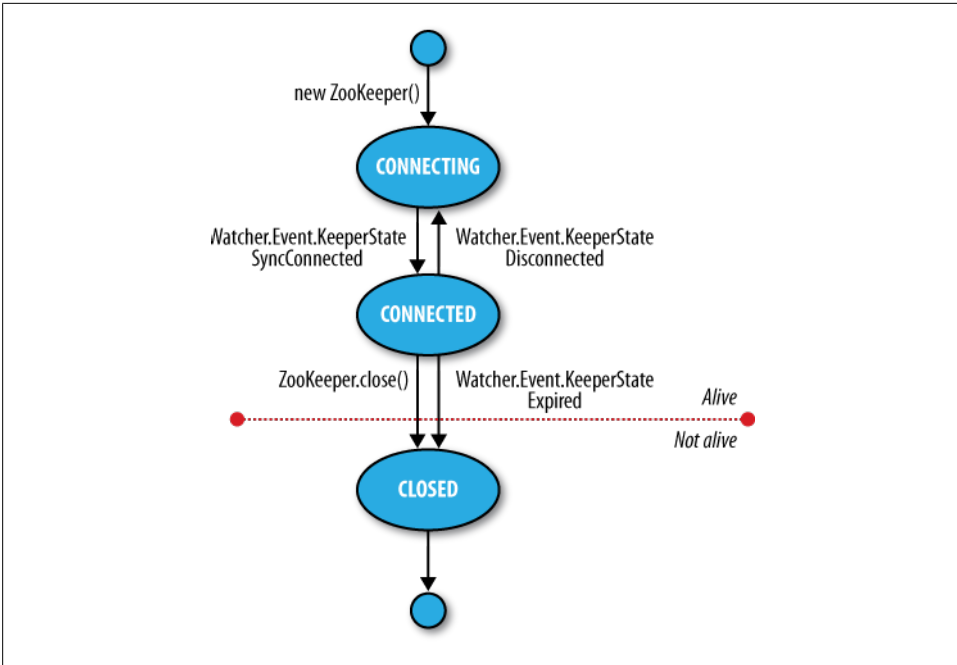 new ZooKeeper()
CONNECTING
Watcher.Event.KeeperState
SyncConnected
Watcher.Event.KeeperState
Disconnected
CONNECTED
ZooKeeper.close()
Watcher.Event.KeeperState
Expired
Alive
Not alive
CLOSED